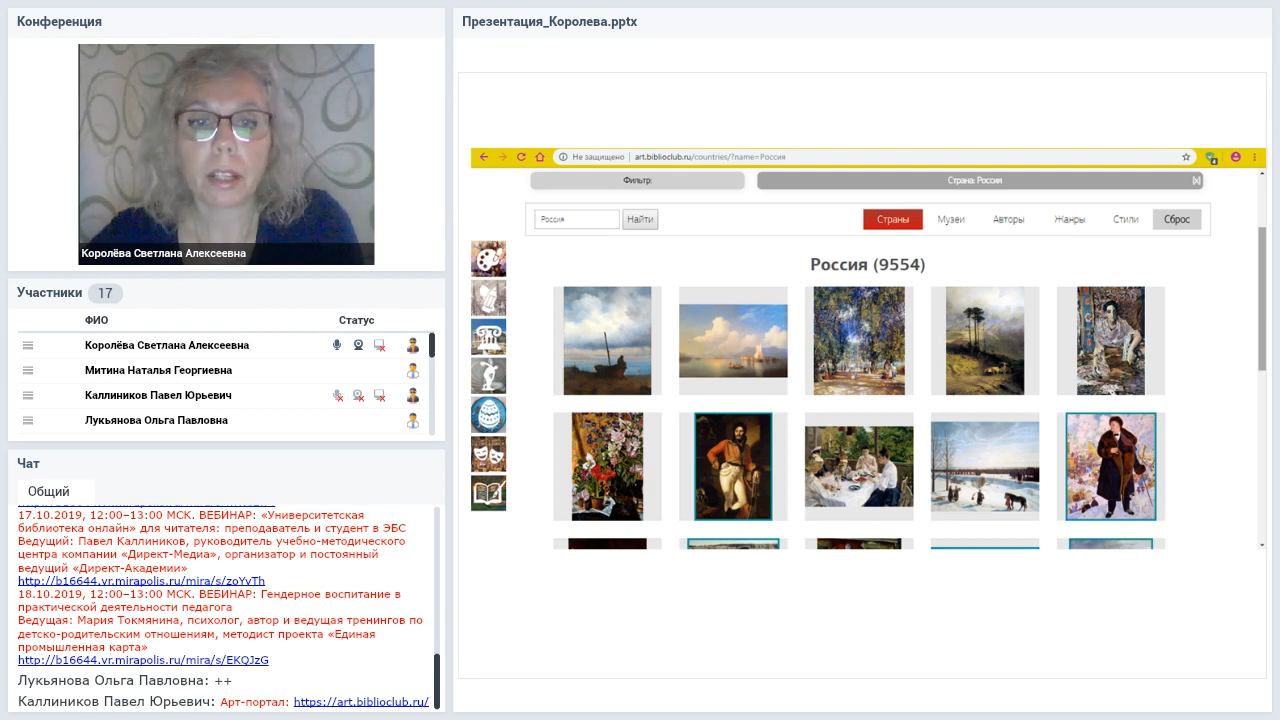 Конференция
Королёва Светлана Алексеевна
Участники 17
ФИО Статус
Королёва Светлана Алексеевна
Митина Наталья Георгиевна
Каллиников Павел Юрьевич
Лукьянова Ольга Павловна
Чат
Общий
17.10.2019, 12:00–13:00 МСК. ВЕБИНАР: «Университетская
библиотека онлайн» для читателя: преподаватель и студент в ЭБС
Ведущий: Павел Каллиников, руководитель учебно-методического
центра компании «Директ-Медиа», организатор и постоянный
ведущий «Директ-Академии»
http://b16644.vr.mirapolis.ru/mira/s/zoYvTh
18.10.2019, 12:00–13:00 МСК. ВЕБИНАР: Гендерное воспитание в
практической деятельности педагога
Ведущая: Мария Токмянина, психолог, автор и ведущая тренингов по
детско-родительским отношениям, методист проекта «Единая
промышленная карта»
http://b16644.vr.mirapolis.ru/mira/s/EKQJzG
Лукьянова Ольга Павловна: ++
Каллиников Павел Юрьевич: Арт-портал: https://art.biblioclub.ru/
Презентация_Королева.pptx
Не защищено art.biblioclub.ru/countries/?name=Россия
Фильтр: Страна: Россия [x]
Россия Найти Страны Музеи Авторы Жанры Стили Сброс
Россия (9554)